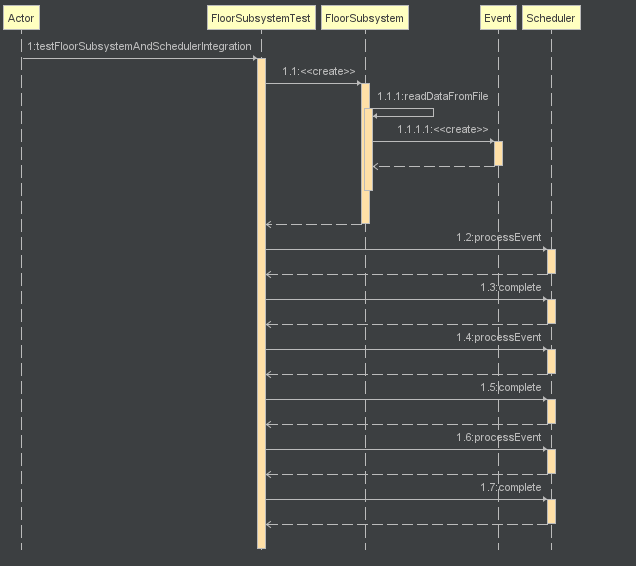 Actor
FloorSubsystemTest
FloorSubsystem
Event
Scheduler
1:testFloorSubsystemAndSchedulerIntegration
1.1:<<create>>
1.1.1:readDataFromFile
1.1.1.1:<<create>>
1.2:processEvent
1.3:complete
1.4:processEvent
1.5:complete
1.6:processEvent
1.7:complete